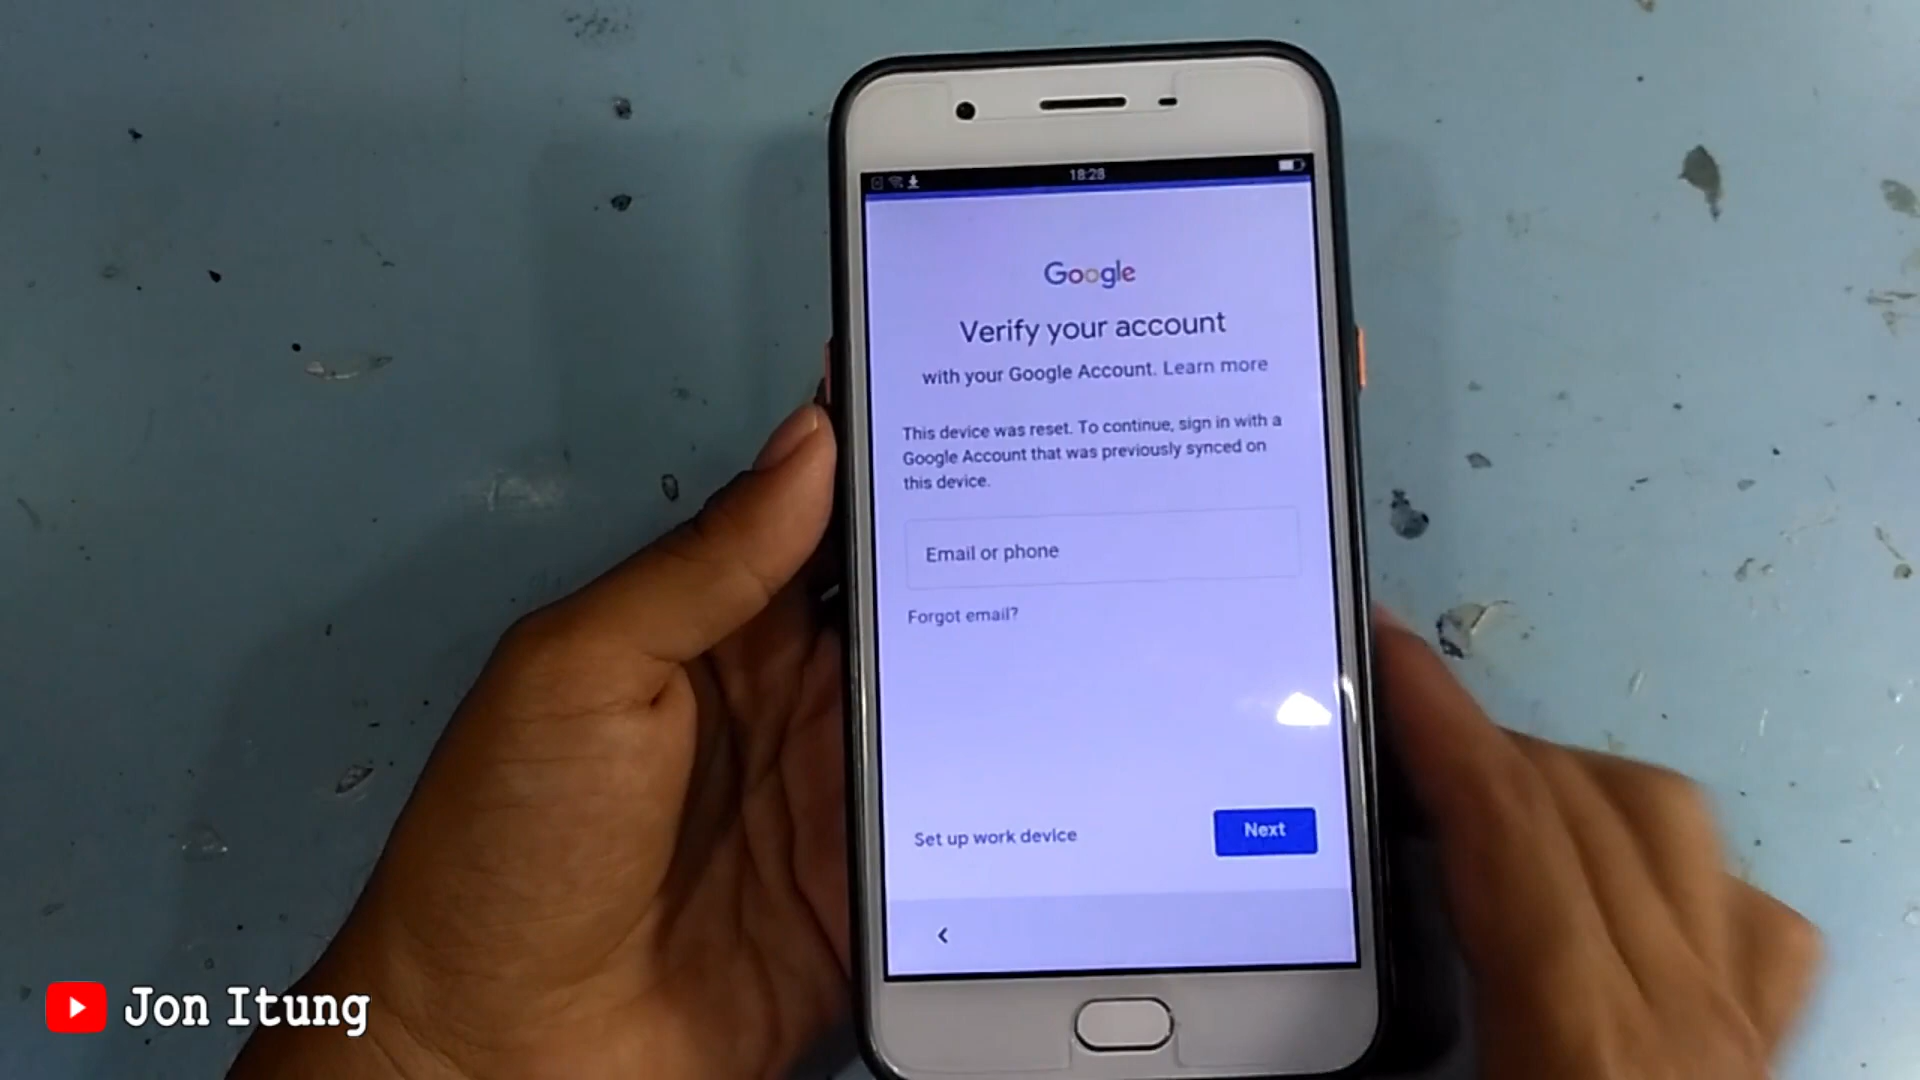 18:28
Google
Verify your account
with your Google Account. Learn more
This device was reset. To continue, sign in with a
Google Account that was previously synced on
this device.
Email or phone
Forgot email?
Set up work device
Next
Jon Itung